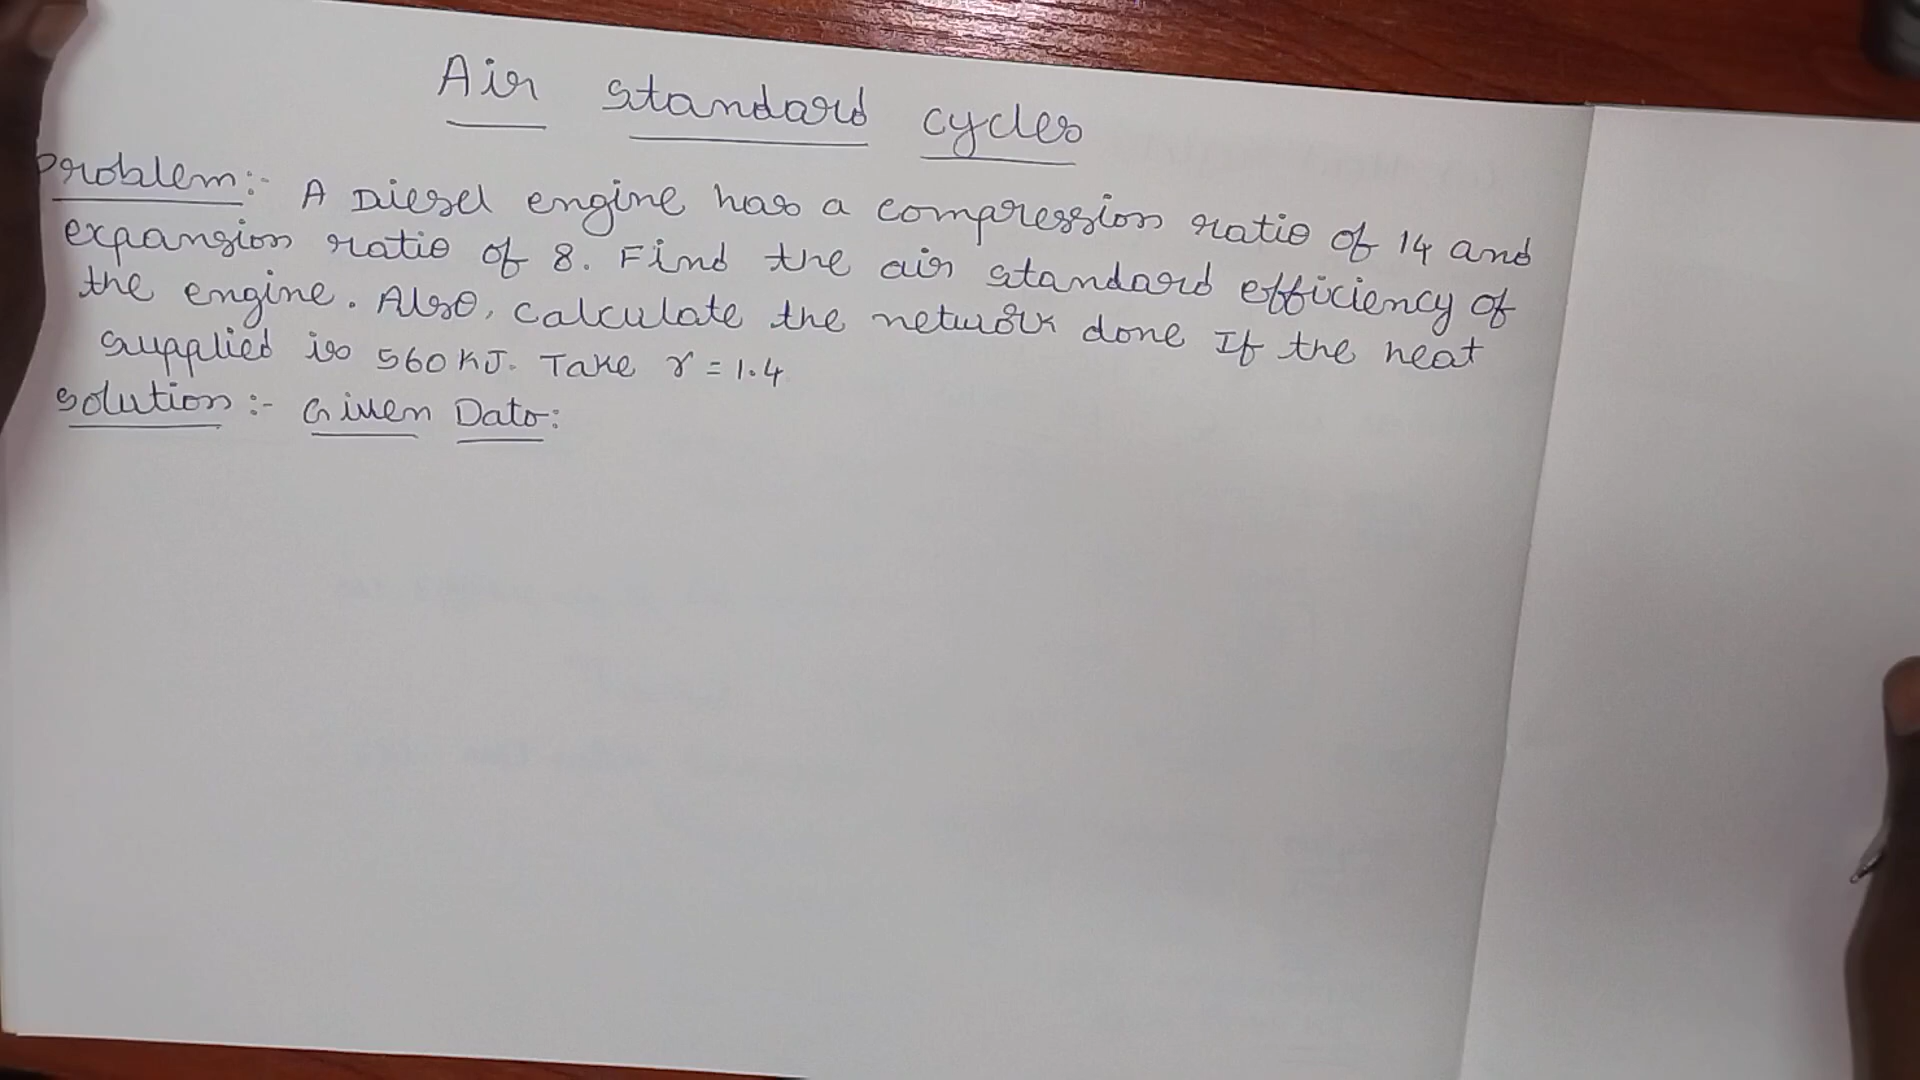 Air standard cycles
Problem:- A Diesel engine has a compression ratio of 14 and
expansion ratio of 8. Find the air standard efficiency of
the engine. Also, calculate the network done If the heat
supplied is 560 KJ. Take γ = 1.4
Solution:- Given Data: